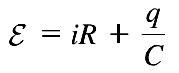 ℰ = iR + q/C